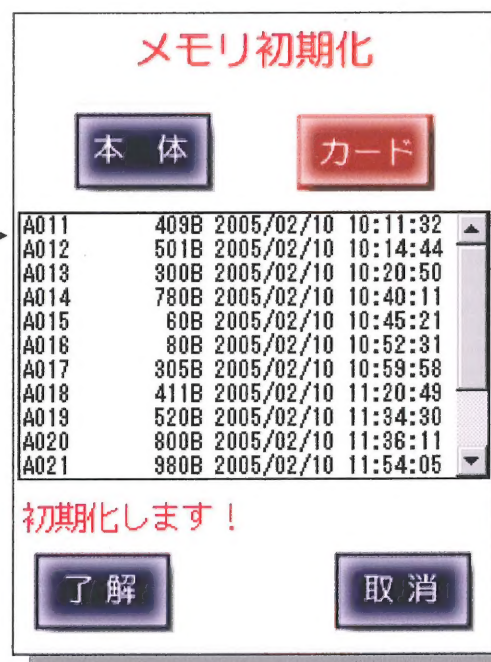 メモリ初期化
本 体 カード
A011 409B 2005/02/10 10:11:32
A012 501B 2005/02/10 10:14:44
A013 300B 2005/02/10 10:20:50
A014 780B 2005/02/10 10:40:11
A015 60B 2005/02/10 10:45:21
A016 80B 2005/02/10 10:52:31
A017 305B 2005/02/10 10:59:58
A018 411B 2005/02/10 11:20:49
A019 520B 2005/02/10 11:34:30
A020 800B 2005/02/10 11:36:11
A021 980B 2005/02/10 11:54:05
初期化します！
了 解 取 消